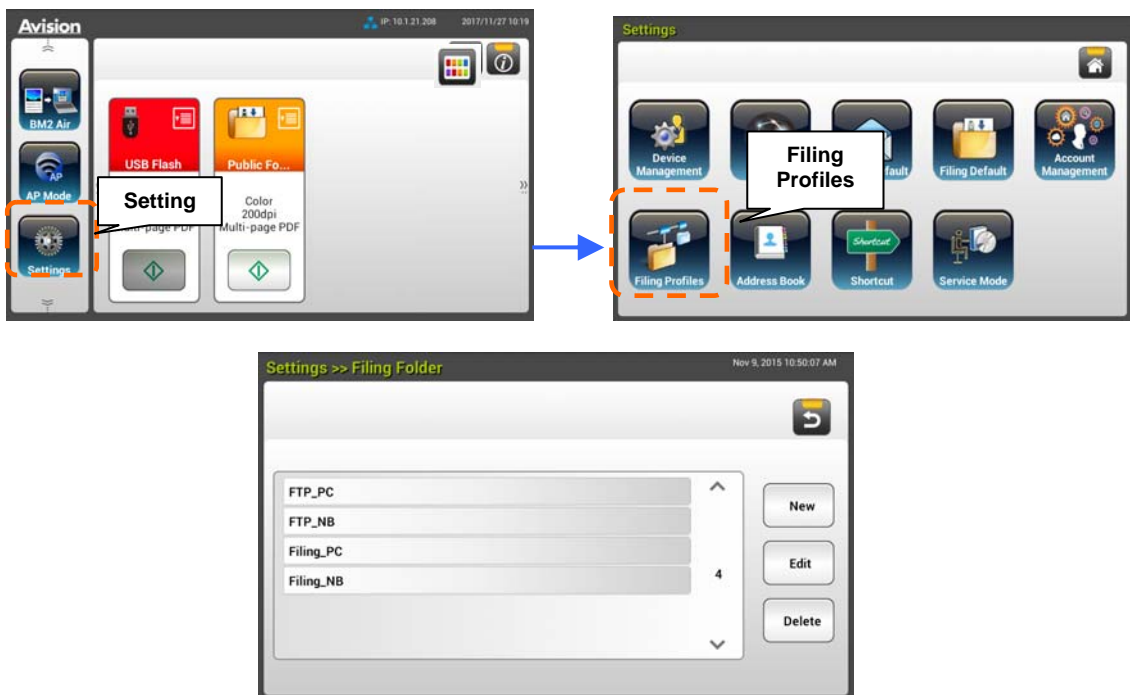 Avision
IP: 10.1.21.208
2017/11/27 10:19
BM2 Air
AP
AP Mode
Settings
USB Flash
Public Fo...
Color
200dpi
Multi-page PDF
Setting
Settings
Device
Management
Filing Default
Account
Management
Filing
Profiles
Filing Profiles
Address Book
Shortcut
Shortcut
Service Mode
Settings >> Filing Folder
Nov 9, 2015 10:50:07 AM
FTP_PC
FTP_NB
Filing_PC
Filing_NB
4
New
Edit
Delete